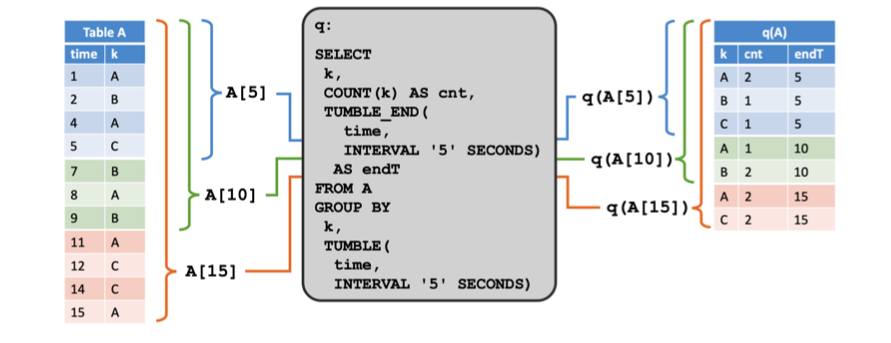 Table A
time k
1 A
2 B
4 A
5 C
7 B
8 A
9 B
11 A
12 C
14 C
15 A
A[5]
A[10]
A[15]
q:
SELECT
k,
COUNT(k) AS cnt,
TUMBLE_END(
time,
INTERVAL '5' SECONDS)
AS endT
FROM A
GROUP BY
k,
TUMBLE(
time,
INTERVAL '5' SECONDS)
q(A[5])
q(A[10])
q(A[15])
q(A)
k cnt endT
A 2 5
B 1 5
C 1 5
A 1 10
B 2 10
A 2 15
C 2 15